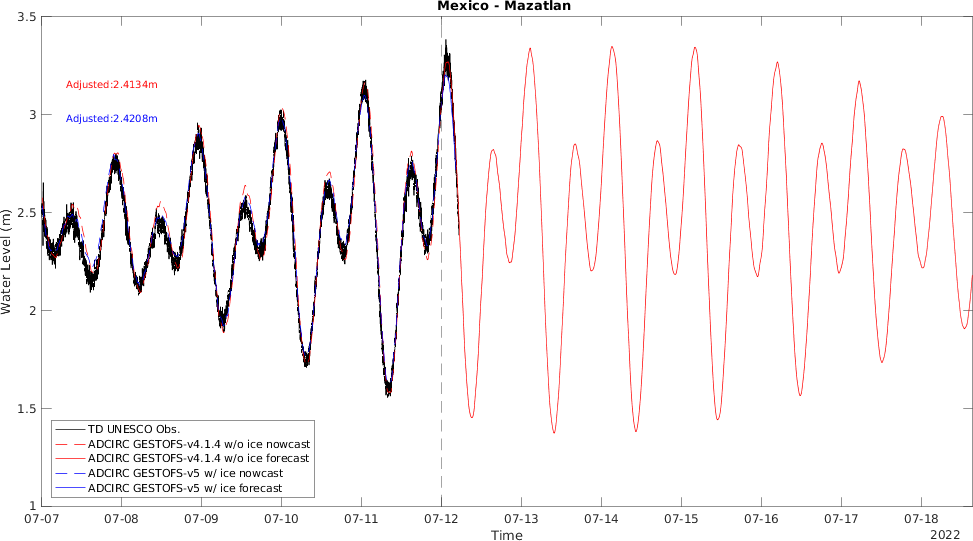 Mexico - Mazatlan
3.5
3
2.5
2
1.5
1
Water Level (m)
Adjusted:2.4134m
Adjusted:2.4208m
TD UNESCO Obs.
ADCIRC GESTOFS-v4.1.4 w/o ice nowcast
ADCIRC GESTOFS-v4.1.4 w/o ice forecast
ADCIRC GESTOFS-v5 w/ ice nowcast
ADCIRC GESTOFS-v5 w/ ice forecast
07-07 07-08 07-09 07-10 07-11 07-12 07-13 07-14 07-15 07-16 07-17 07-18
Time
2022